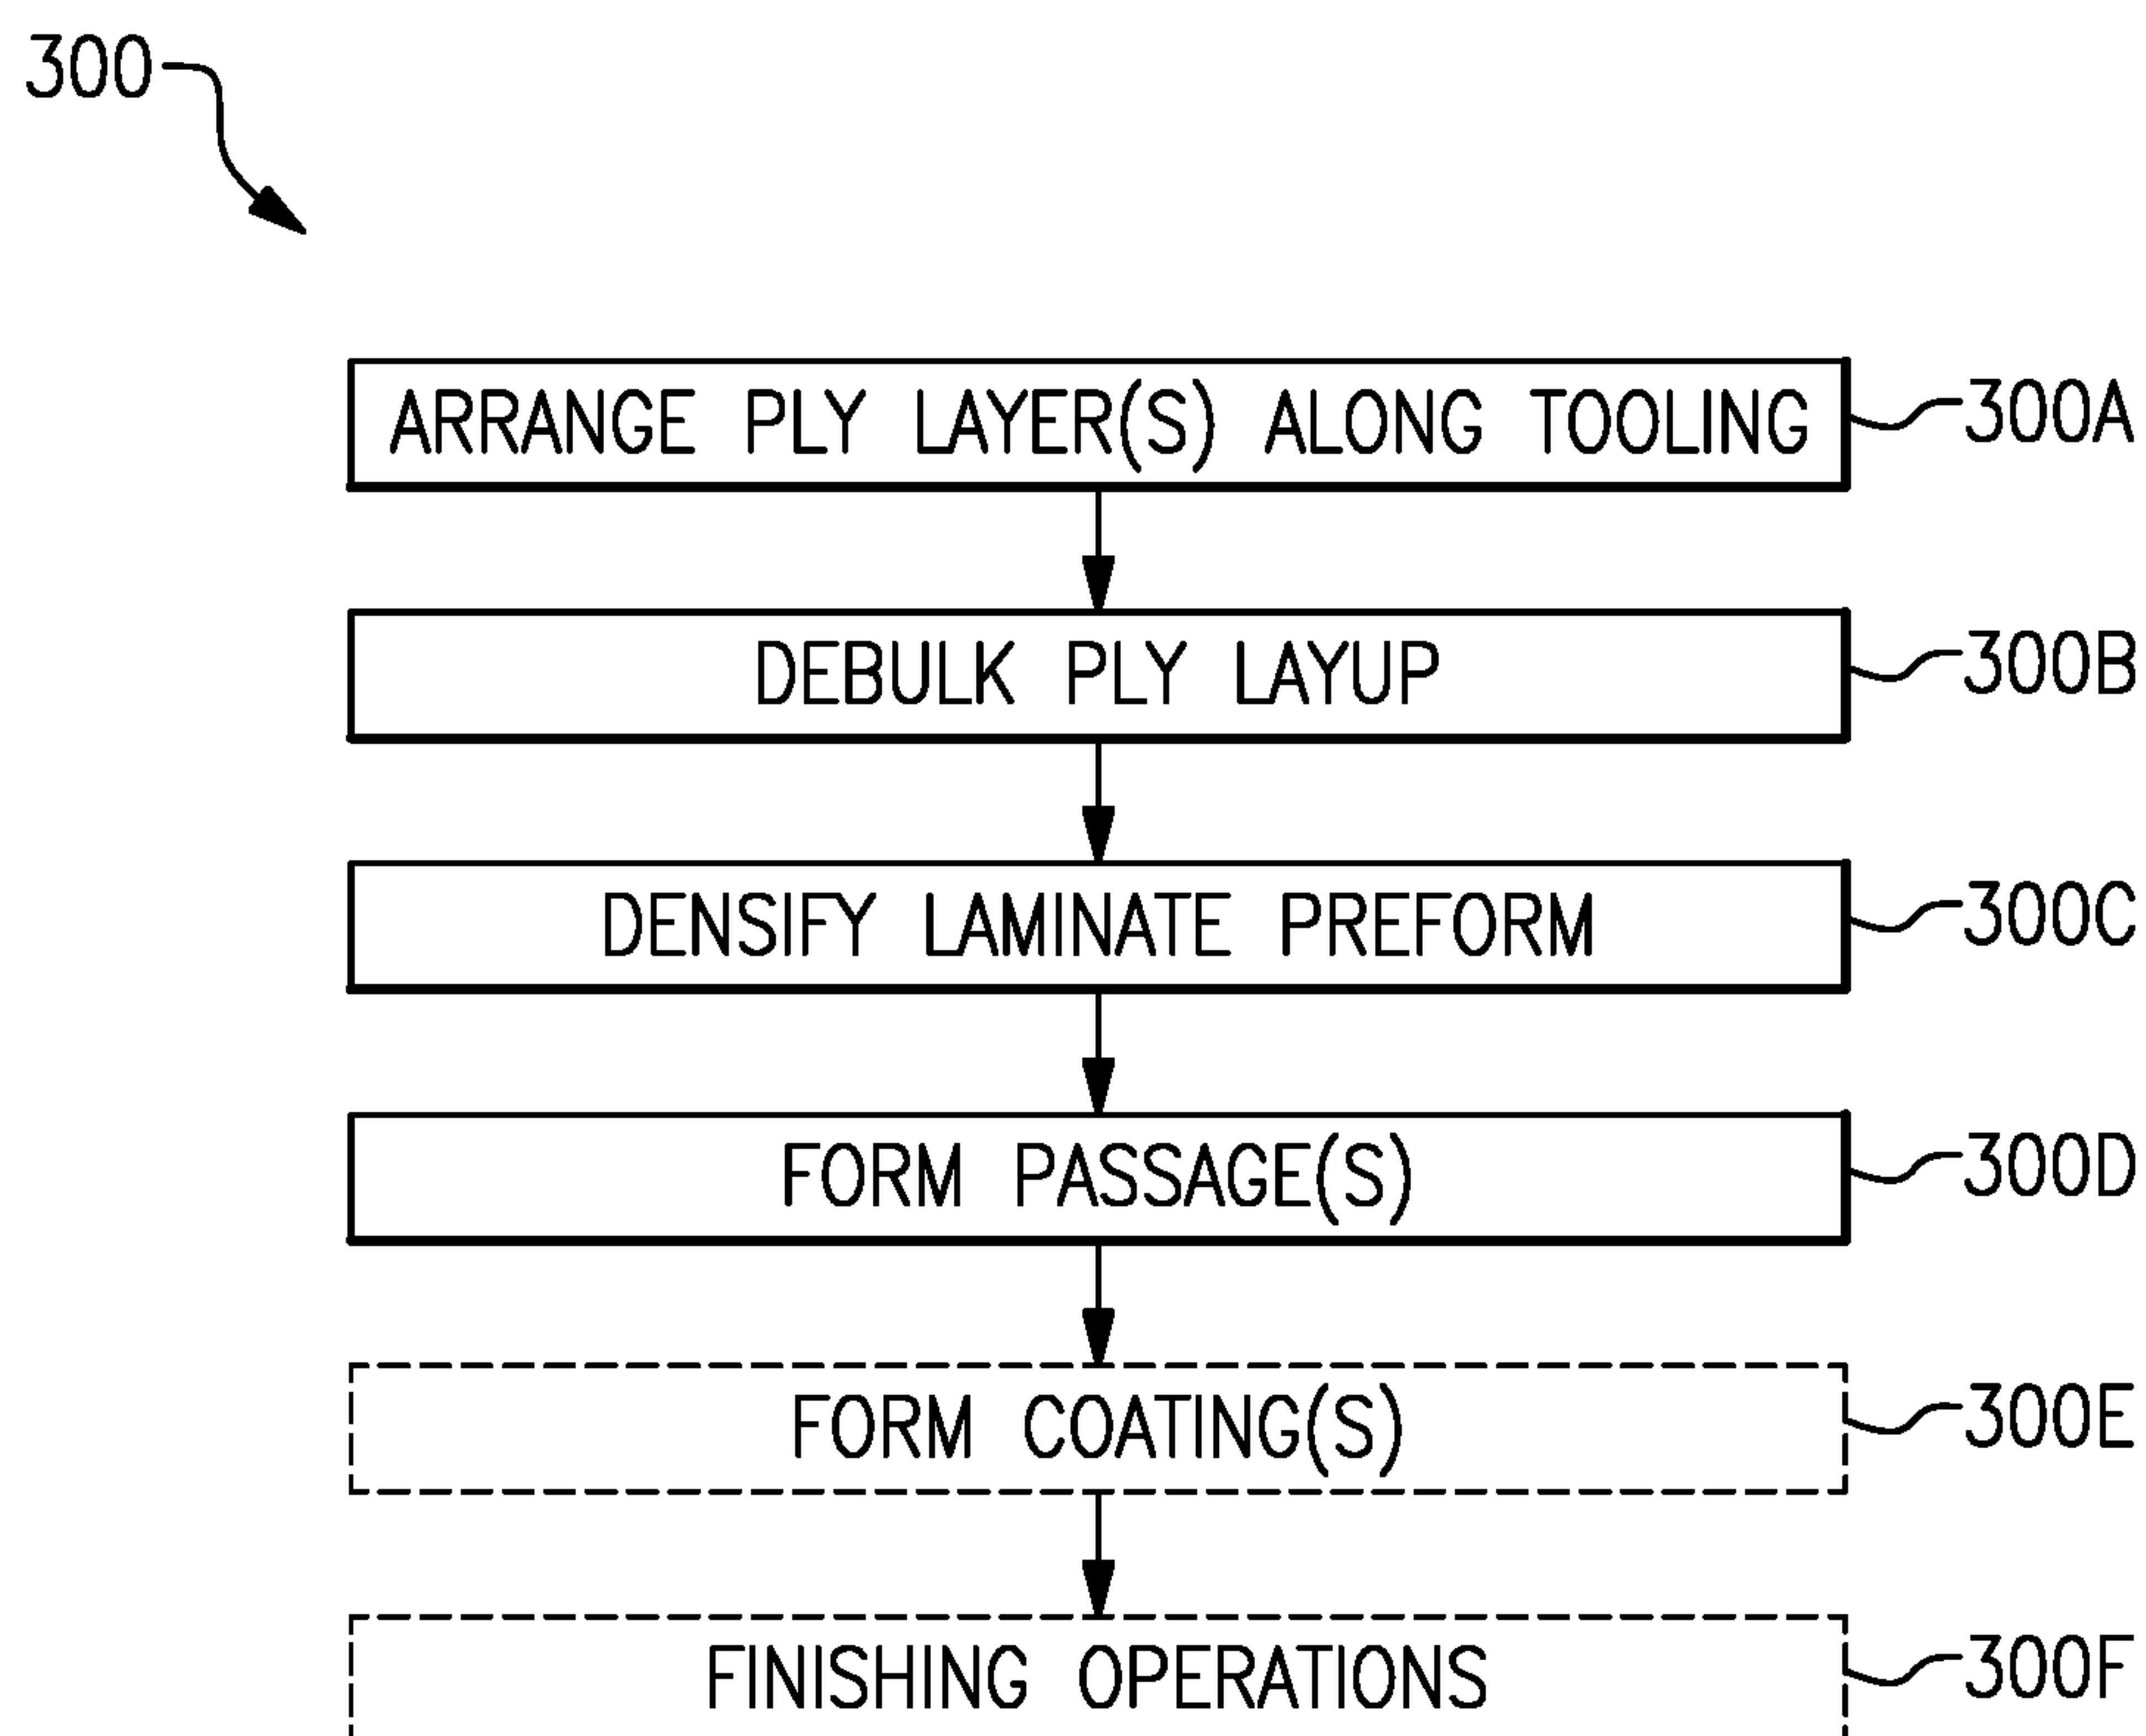 300
ARRANGE PLY LAYER(S) ALONG TOOLING 300A
DEBULK PLY LAYUP 300B
DENSIFY LAMINATE PREFORM 300C
FORM PASSAGE(S) 300D
FORM COATING(S) 300E
FINISHING OPERATIONS 300F